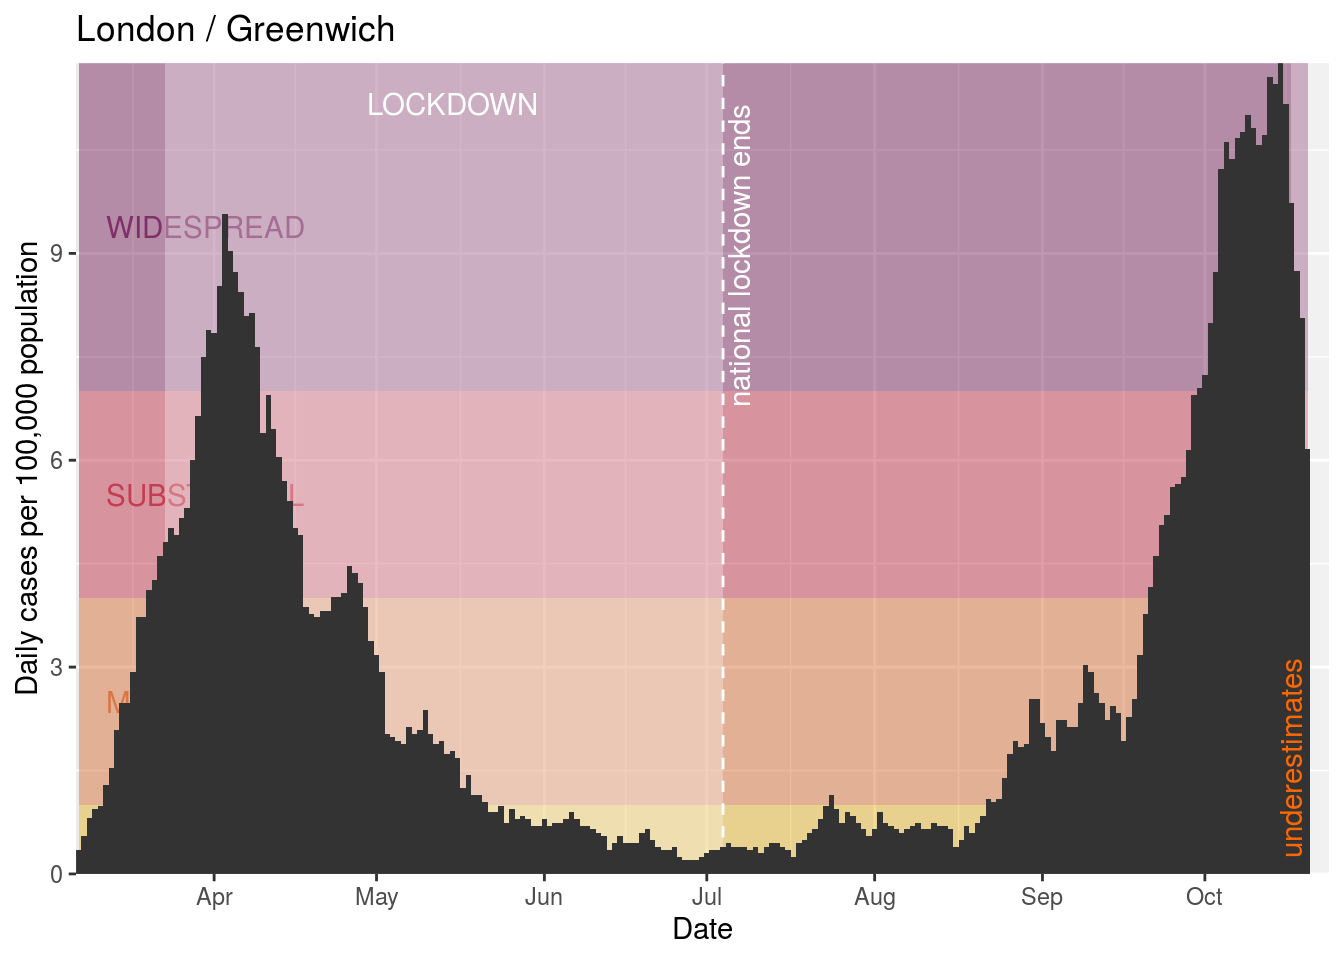 London / Greenwich
LOCKDOWN
national lockdown ends
WIDESPREAD
underestimates
Daily cases per 100,000 population
9
6
3
0
Apr May Jun Jul Aug Sep Oct
Date